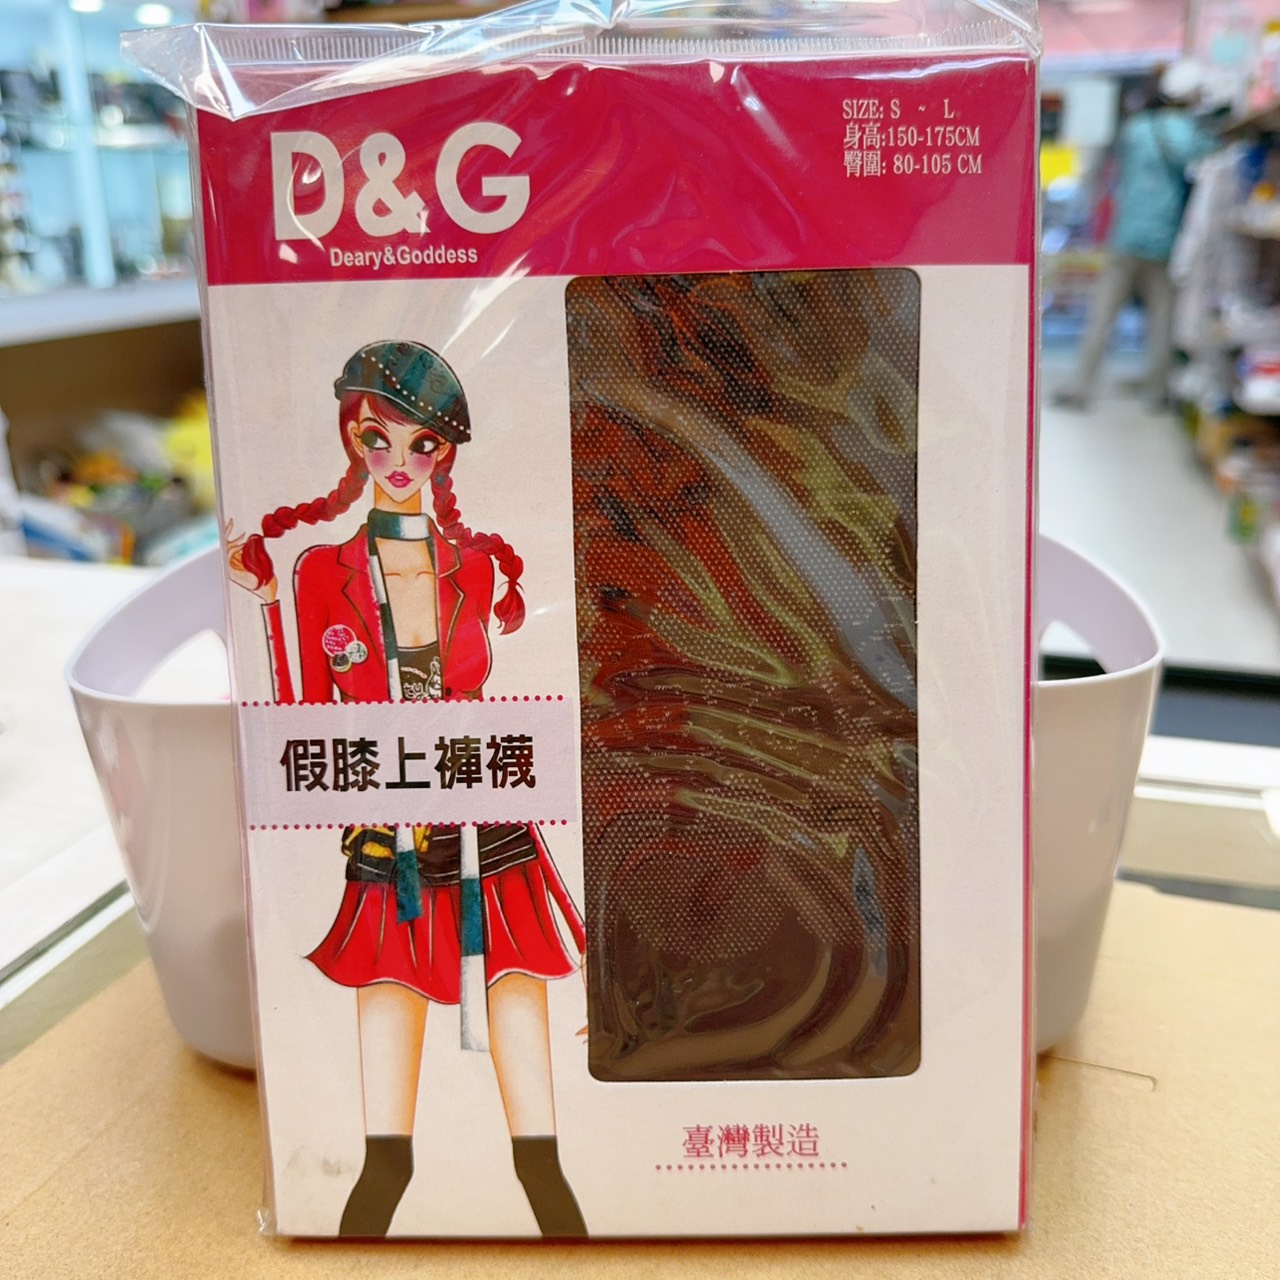 D&G
Deary&Goddess
SIZE: S ~ L
身高:150-175CM
臀圍: 80-105 CM
假膝上褲襪
臺灣製造